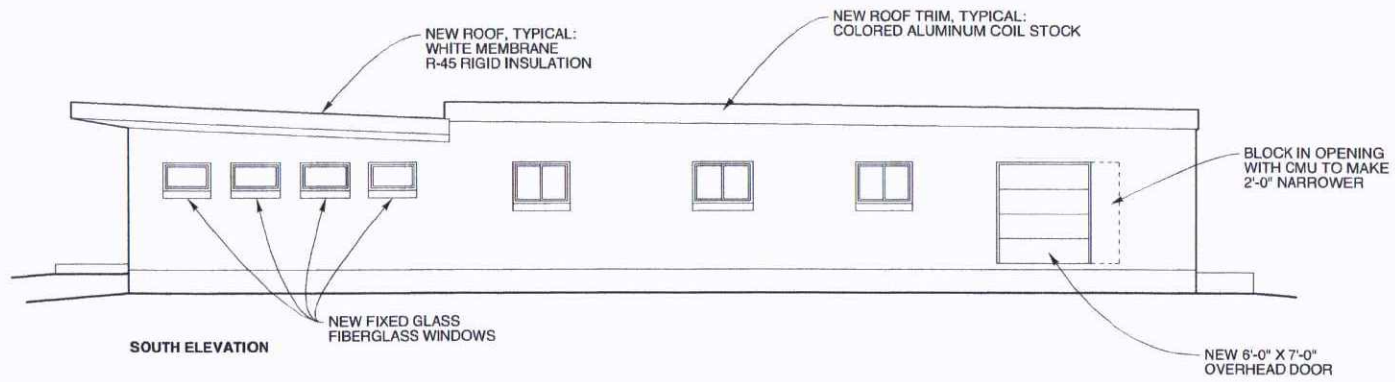 NEW ROOF TRIM, TYPICAL:
COLORED ALUMINUM COIL STOCK
NEW ROOF, TYPICAL:
WHITE MEMBRANE
R-45 RIGID INSULATION
BLOCK IN OPENING
WITH CMU TO MAKE
2'-0" NARROWER
NEW FIXED GLASS
FIBERGLASS WINDOWS
SOUTH ELEVATION
NEW 6'-0" X 7'-0"
OVERHEAD DOOR